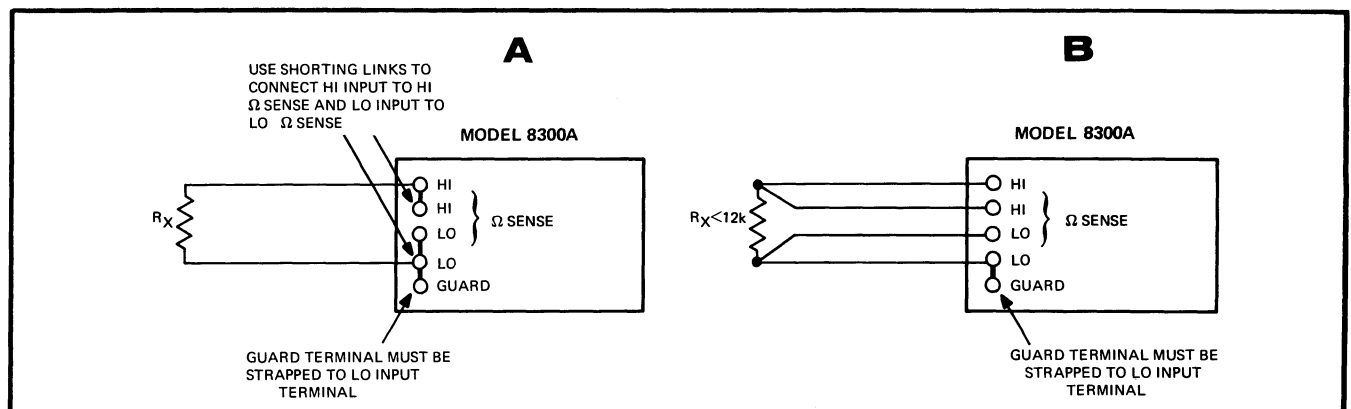 A
USE SHORTING LINKS TO
CONNECT HI INPUT TO HI
Ω SENSE AND LO INPUT TO
LO Ω SENSE
MODEL 8300A
HI
HI
LO
LO
GUARD
Ω SENSE
RX
GUARD TERMINAL MUST BE
STRAPPED TO LO INPUT
TERMINAL
B
MODEL 8300A
HI
HI
LO
LO
GUARD
Ω SENSE
RX<12k
GUARD TERMINAL MUST BE
STRAPPED TO LO INPUT
TERMINAL